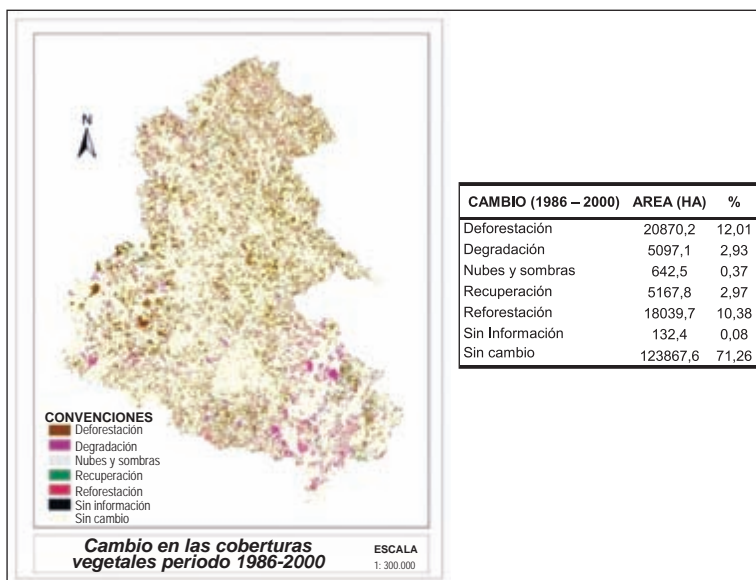 N
CONVENCIONES
Deforestación
Degradación
Nubes y sombras
Recuperación
Reforestación
Sin información
Sin cambio
Cambio en las coberturas
vegetales periodo 1986-2000
ESCALA
1: 300.000
CAMBIO (1986 – 2000) AREA (HA) %
Deforestación 20870,2 12,01
Degradación 5097,1 2,93
Nubes y sombras 642,5 0,37
Recuperación 5167,8 2,97
Reforestación 18039,7 10,38
Sin Información 132,4 0,08
Sin cambio 123867,6 71,26